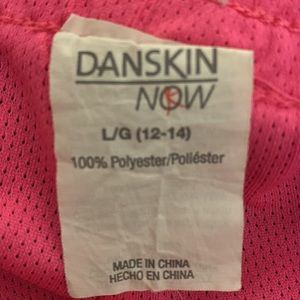 DANSKIN
NOW
L/G (12-14)
100% Polyester/Poliéster
MADE IN CHINA
HECHO EN CHINA